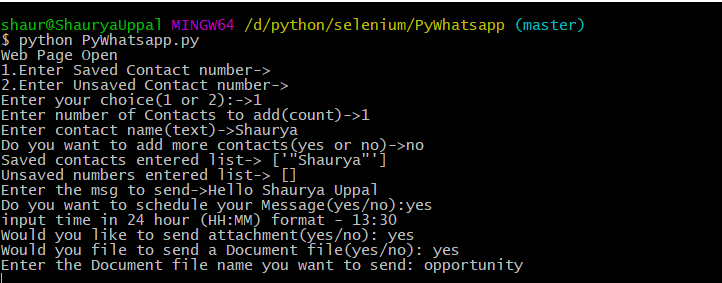 shaur@ShauryaUppal MINGW64 /d/python/selenium/PyWhatsapp (master)
$ python PyWhatsapp.py
Web Page Open
1.Enter Saved Contact number->
2.Enter Unsaved Contact number->
Enter your choice(1 or 2):->1
Enter number of Contacts to add(count)->1
Enter contact name(text)->Shaurya
Do you want to add more contacts(yes or no)->no
Saved contacts entered list-> ['"Shaurya"']
Unsaved numbers entered list-> []
Enter the msg to send->Hello Shaurya Uppal
Do you want to schedule your Message(yes/no):yes
input time in 24 hour (HH:MM) format - 13:30
Would you like to send attachment(yes/no): yes
Would you file to send a Document file(yes/no): yes
Enter the Document file name you want to send: opportunity